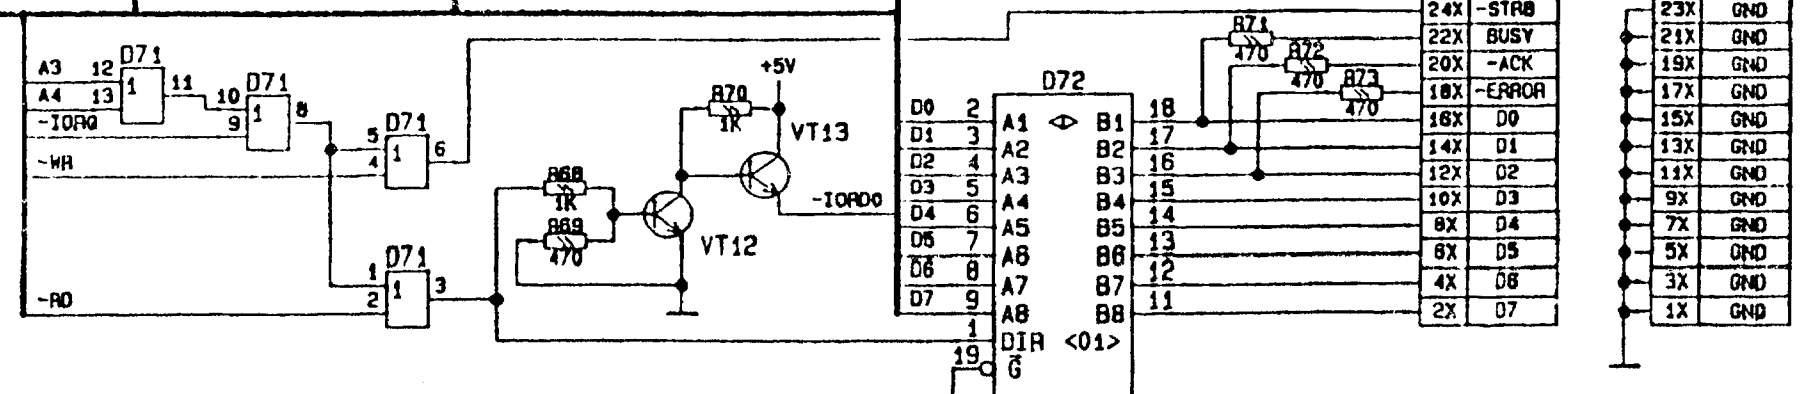 24X -STRB 23X GND
R71
22X BUSY 21X GND
470 R72
20X -ACK 19X GND
470 R73
18X -ERROR 17X GND
470
D71
A3 12 1 11
A4 13
D71
10 1 8
-IORQ 9
D71
5 1 6
-WR 4
+5V
R70
1K
VT13
-IORDQ
R68
1K
R69
470
VT12
D71
1 1 3
-RD 2
D72
D0 2 A1 <> B1 18 16X D0 15X GND
D1 3 A2 B2 17 14X D1 13X GND
D2 4 A3 B3 16 12X D2 11X GND
D3 5 A4 B4 15 10X D3 9X GND
D4 6 A5 B5 14 8X D4 7X GND
D5 7 A6 B6 13 6X D5 5X GND
D6 8 A7 B7 12 4X D6 3X GND
D7 9 A8 B8 11 2X D7 1X GND
1 DIR <01>
19 G